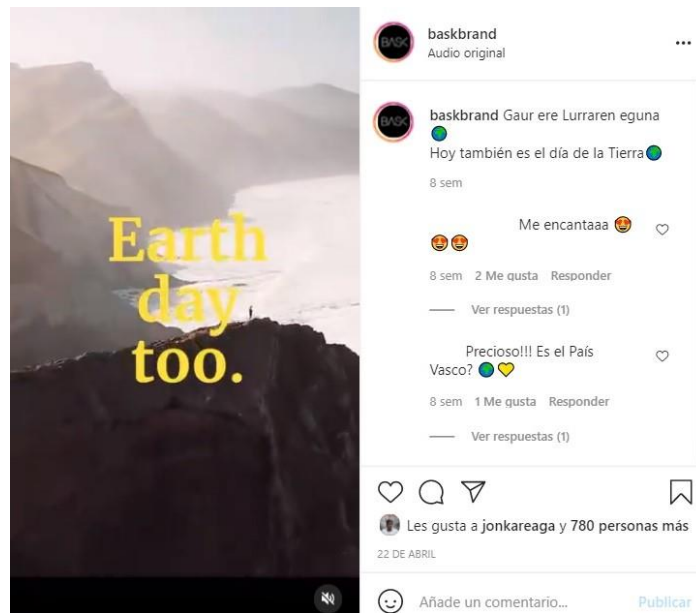 Earth
day
too.
BASK
baskbrand
Audio original
BASK
baskbrand Gaur ere Lurraren eguna
🌍
Hoy también es el día de la Tierra🌍
8 sem
Me encantaaa 😍
😍😍
8 sem 2 Me gusta Responder
Ver respuestas (1)
Precioso!!! Es el País
Vasco? 🌍💛
8 sem 1 Me gusta Responder
Ver respuestas (1)
Les gusta a jonkareaga y 780 personas más
22 DE ABRIL
Añade un comentario...
Publicar